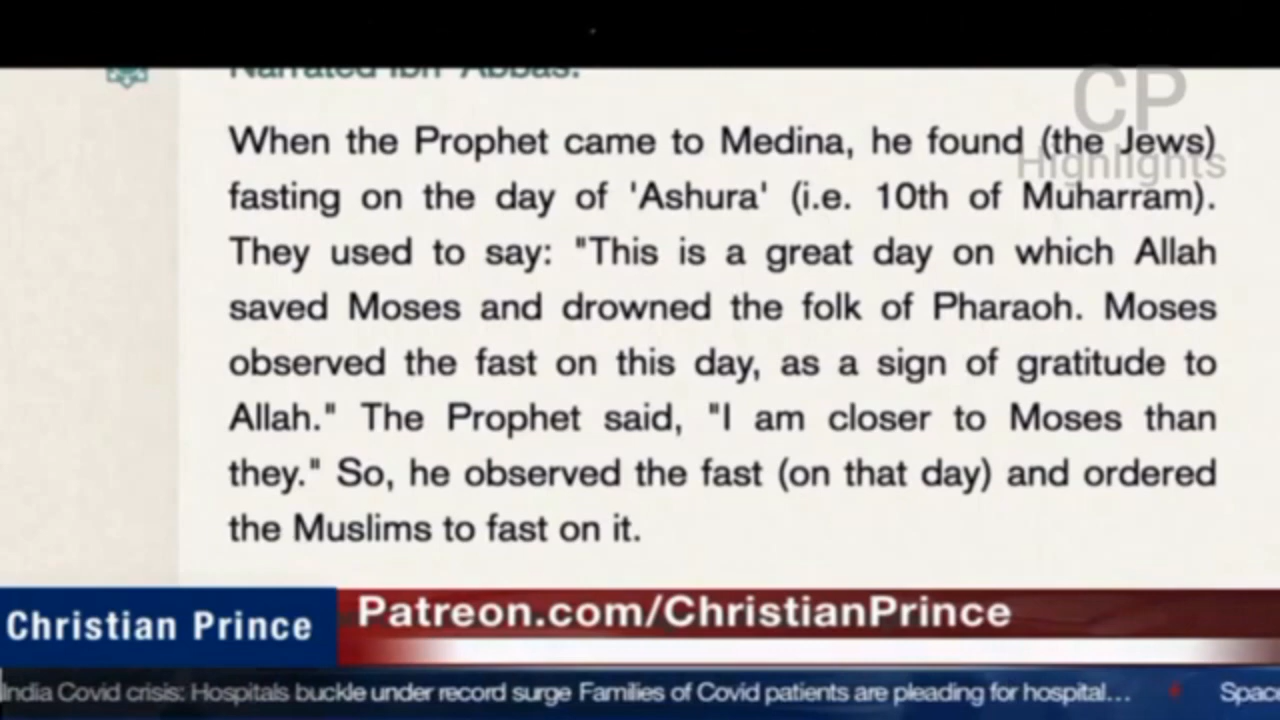 Narrated Ibn 'Abbas:
CP
Highlights
When the Prophet came to Medina, he found (the Jews)
fasting on the day of 'Ashura' (i.e. 10th of Muharram).
They used to say: "This is a great day on which Allah
saved Moses and drowned the folk of Pharaoh. Moses
observed the fast on this day, as a sign of gratitude to
Allah." The Prophet said, "I am closer to Moses than
they." So, he observed the fast (on that day) and ordered
the Muslims to fast on it.
Christian Prince
Patreon.com/ChristianPrince
India Covid crisis: Hospitals buckle under record surge Families of Covid patients are pleading for hospital...